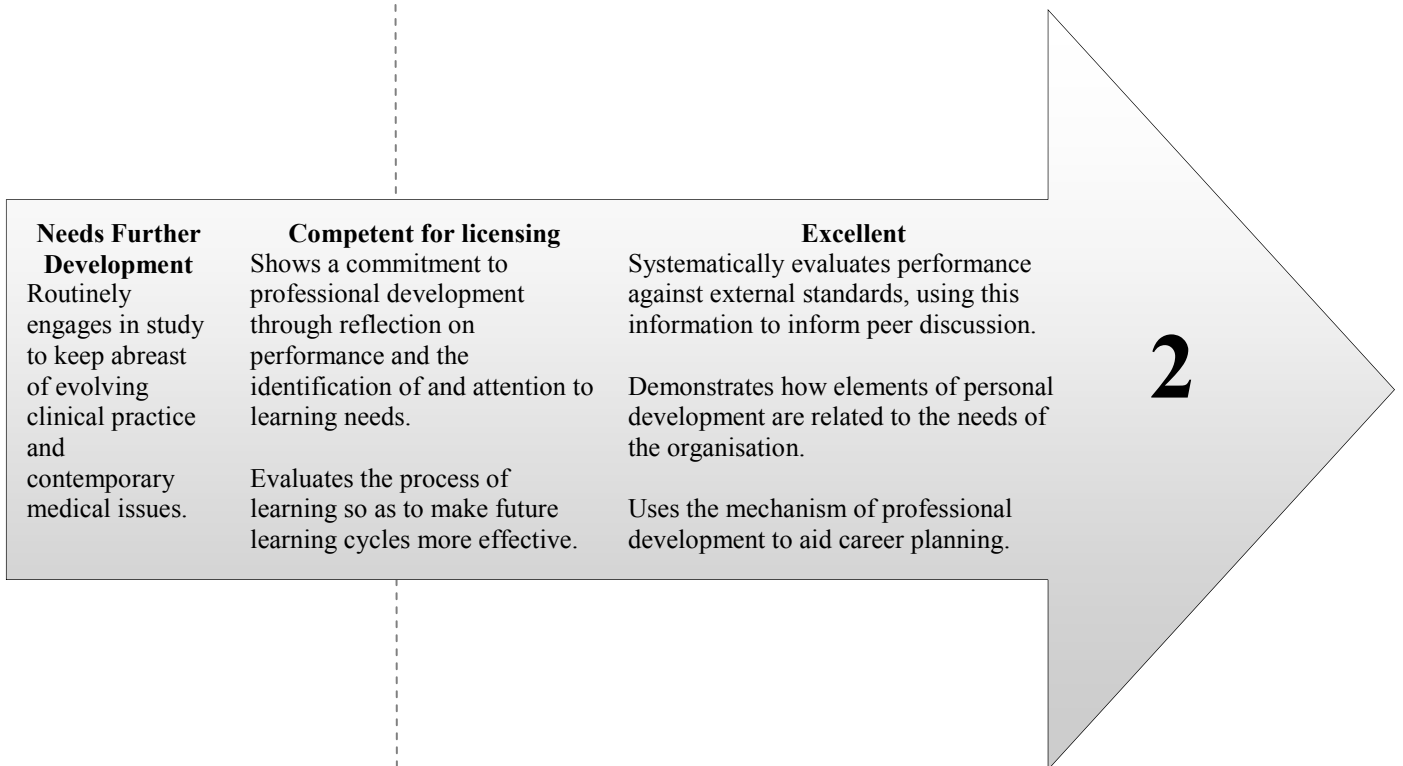 Needs Further
Development
Routinely
engages in study
to keep abreast
of evolving
clinical practice
and
contemporary
medical issues.
Competent for licensing
Shows a commitment to
professional development
through reflection on
performance and the
identification of and attention to
learning needs.
Evaluates the process of
learning so as to make future
learning cycles more effective.
Excellent
Systematically evaluates performance
against external standards, using this
information to inform peer discussion.
Demonstrates how elements of personal
development are related to the needs of
the organisation.
Uses the mechanism of professional
development to aid career planning.
2